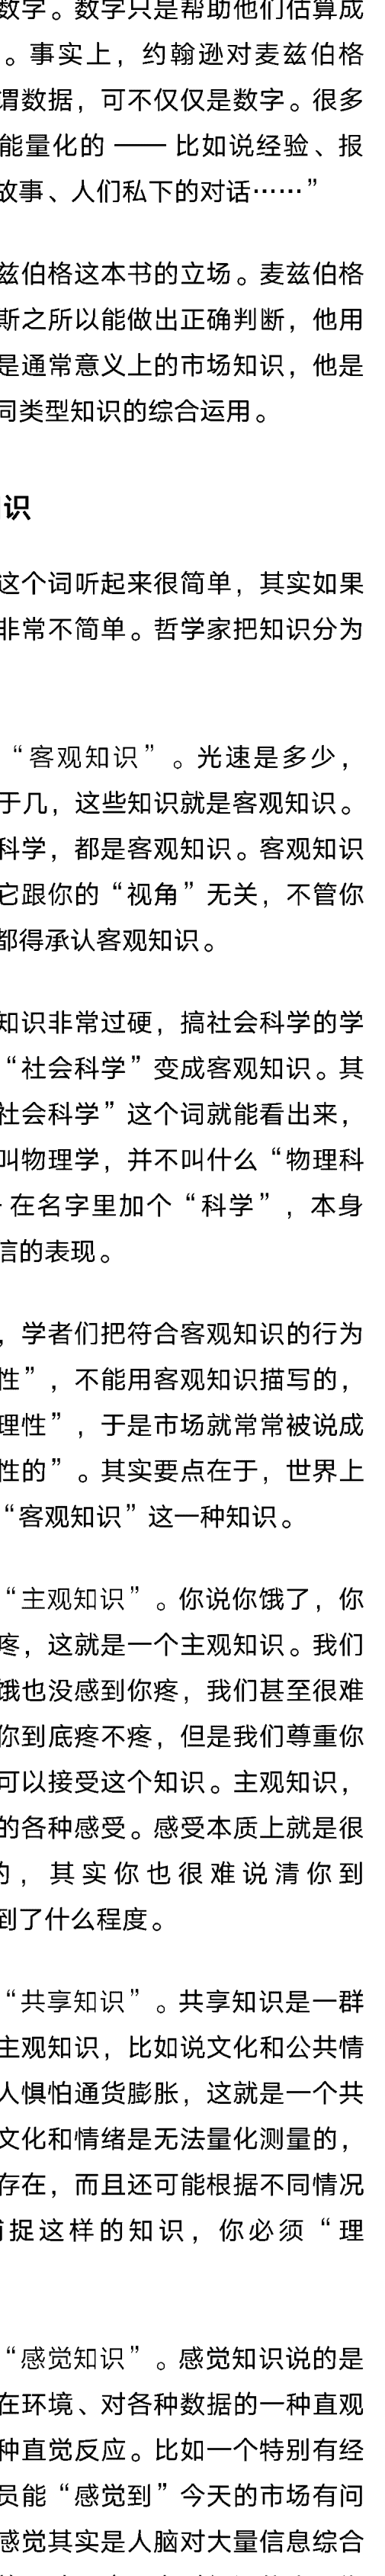 数字。数字只是帮助他们估算成
。事实上，约翰逊对麦兹伯格
谓数据，可不仅仅是数字。很多
能量化的 —— 比如说经验、报
故事、人们私下的对话……”
兹伯格这本书的立场。麦兹伯格
斯之所以能做出正确判断，他用
是通常意义上的市场知识，他是
同类型知识的综合运用。
识
这个词听起来很简单，其实如果
非常不简单。哲学家把知识分为
“客观知识”。光速是多少，
于几，这些知识就是客观知识。
科学，都是客观知识。客观知识
它跟你的“视角”无关，不管你
都得承认客观知识。
知识非常过硬，搞社会科学的学
“社会科学”变成客观知识。其
社会科学”这个词就能看出来，
叫物理学，并不叫什么“物理科
在名字里加个“科学”，本身
信的表现。
，学者们把符合客观知识的行为
性”，不能用客观知识描写的，
理性”，于是市场就常常被说成
性的”。其实要点在于，世界上
“客观知识”这一种知识。
“主观知识”。你说你饿了，你
疼，这就是一个主观知识。我们
饿也没感到你疼，我们甚至很难
你到底疼不疼，但是我们尊重你
可以接受这个知识。主观知识，
的各种感受。感受本质上就是很
的，其实你也很难说清你到
到了什么程度。
“共享知识”。共享知识是一群
主观知识，比如说文化和公共情
人惧怕通货膨胀，这就是一个共
文化和情绪是无法量化测量的，
存在，而且还可能根据不同情况
捕捉这样的知识，你必须“理
“感觉知识”。感觉知识说的是
在环境、对各种数据的一种直观
种直觉反应。比如一个特别有经
员能“感觉到”今天的市场有问
感觉其实是人脑对大量信息综合